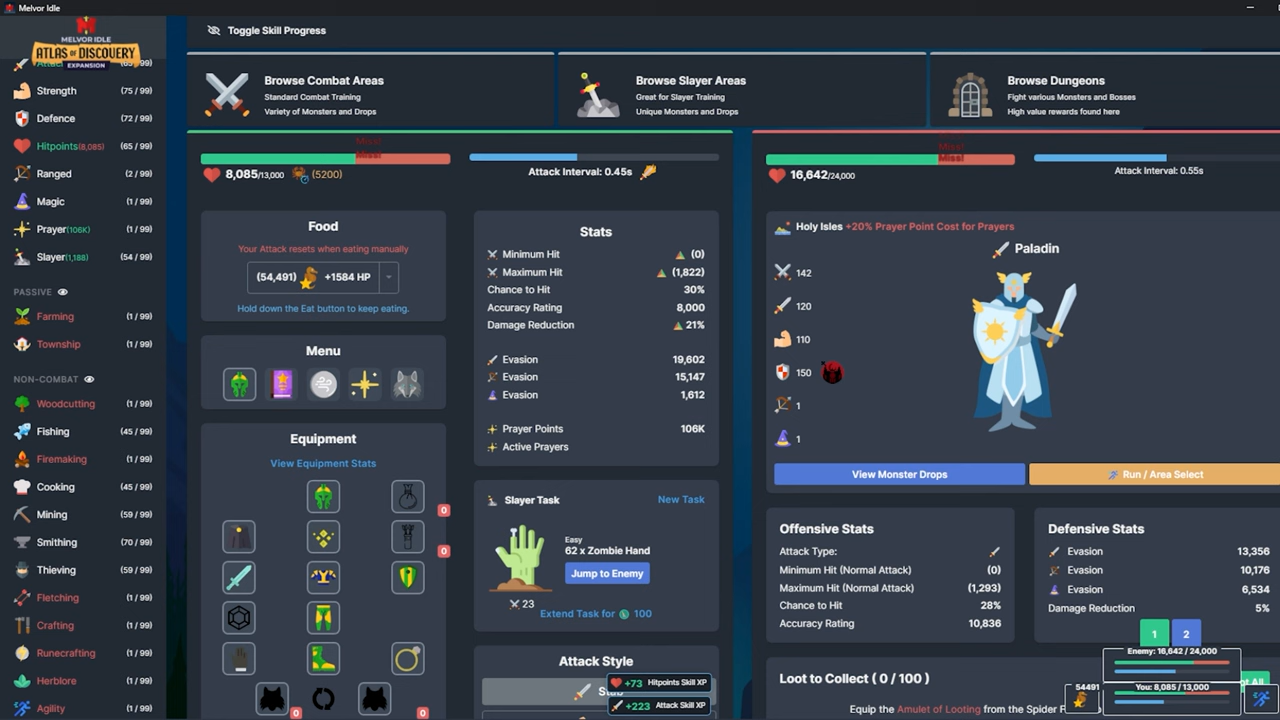 Melvor Idle
MELVOR IDLE
ATLAS OF DISCOVERY
EXPANSION
Strength (75 / 99)
Defence (72 / 99)
Hitpoints(8,085) (65 / 99)
Ranged (2 / 99)
Magic (1 / 99)
Prayer(106K) (1 / 99)
Slayer(1,188) (54 / 99)
PASSIVE
Farming (1 / 99)
Township (1 / 99)
NON-COMBAT
Woodcutting (1 / 99)
Fishing (45 / 99)
Firemaking (1 / 99)
Cooking (45 / 99)
Mining (59 / 99)
Smithing (70 / 99)
Thieving (59 / 99)
Fletching (1 / 99)
Crafting (1 / 99)
Runecrafting (1 / 99)
Herblore (1 / 99)
Agility (1 / 99)
Toggle Skill Progress
Browse Combat Areas
Standard Combat Training
Variety of Monsters and Drops
Browse Slayer Areas
Great for Slayer Training
Unique Monsters and Drops
Browse Dungeons
Fight various Monsters and Bosses
High value rewards found here
Miss!
Miss!
8,085/13,000 (5200)
Attack Interval: 0.45s
Food
Your Attack resets when eating manually
(54,491) +1584 HP
Hold down the Eat button to keep eating.
Menu
Equipment
View Equipment Stats
0
0
0
0
Stats
Minimum Hit (0)
Maximum Hit (1,822)
Chance to Hit 30%
Accuracy Rating 8,000
Damage Reduction 21%
Evasion 19,602
Evasion 15,147
Evasion 1,612
Prayer Points 106K
Active Prayers
Slayer Task New Task
Easy
62 x Zombie Hand
Jump to Enemy
23
Extend Task for 100
Attack Style
+73 Hitpoints Skill XP
+223 Attack Skill XP
Miss!
Miss!
16,642/24,000
Attack Interval: 0.55s
Holy Isles +20% Prayer Point Cost for Prayers
Paladin
142
120
110
150
1
1
View Monster Drops
Run / Area Select
Offensive Stats
Attack Type:
Minimum Hit (Normal Attack) (0)
Maximum Hit (Normal Attack) (1,293)
Chance to Hit 28%
Accuracy Rating 10,836
Defensive Stats
Evasion 13,356
Evasion 10,176
Evasion 6,534
Damage Reduction 5%
1 2
Loot to Collect ( 0 / 100 )
Equip the Amulet of Looting from the Spider
Enemy: 16,642 / 24,000
54491
You: 8,085 / 13,000